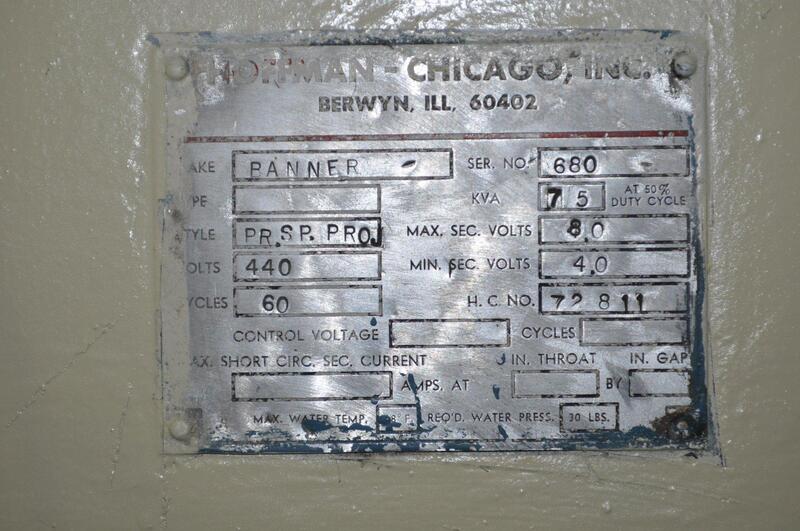 HOFFMAN - CHICAGO, INC.
BERWYN, ILL, 60402
AKE BANNER SER. NO. 680
PE KVA 75 AT 50% DUTY CYCLE
TYLE PR. SP. PROJ MAX. SEC. VOLTS 8.0
OLTS 440 MIN. SEC. VOLTS 4.0
YCLES 60 H.C. NO. 72811
CONTROL VOLTAGE CYCLES
AX. SHORT CIRC. SEC. CURRENT IN. THROAT IN. GAP
AMPS. AT BY
MAX. WATER TEMP. 8° F. REQ'D. WATER PRESS. 30 LBS.